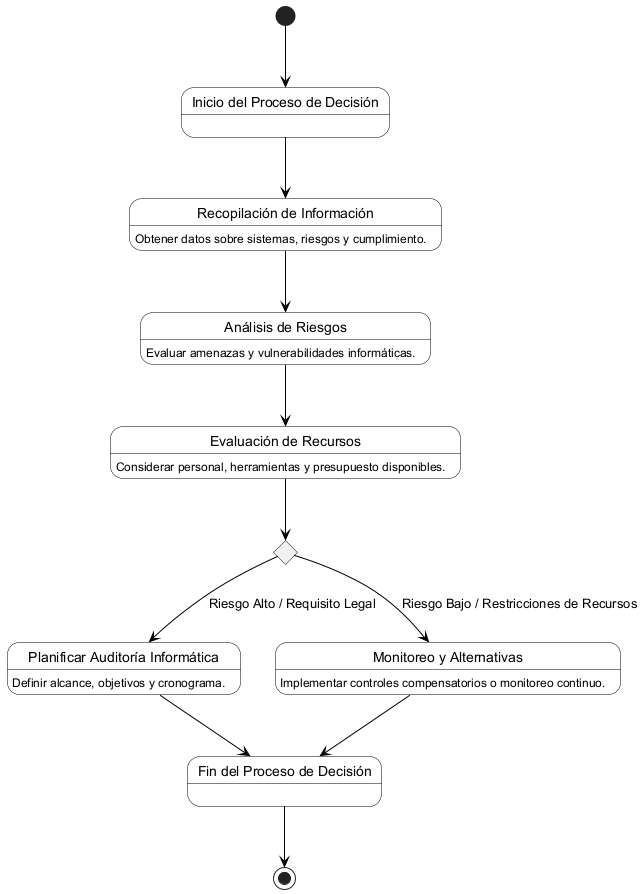 Inicio del Proceso de Decisión
Recopilación de Información
Obtener datos sobre sistemas, riesgos y cumplimiento.
Análisis de Riesgos
Evaluar amenazas y vulnerabilidades informáticas.
Evaluación de Recursos
Considerar personal, herramientas y presupuesto disponibles.
Riesgo Alto / Requisito Legal
Riesgo Bajo / Restricciones de Recursos
Planificar Auditoría Informática
Definir alcance, objetivos y cronograma.
Monitoreo y Alternativas
Implementar controles compensatorios o monitoreo continuo.
Fin del Proceso de Decisión